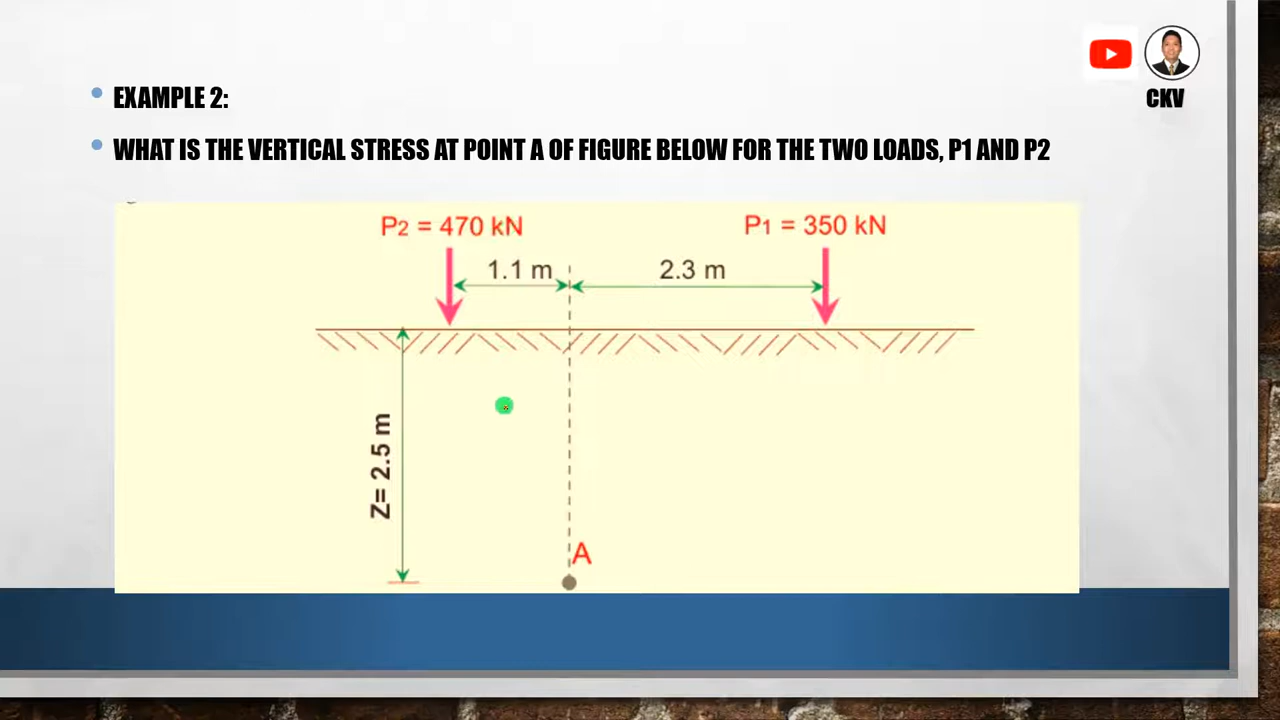 CKV
EXAMPLE 2:
WHAT IS THE VERTICAL STRESS AT POINT A OF FIGURE BELOW FOR THE TWO LOADS, P1 AND P2
P2 = 470 kN
P1 = 350 kN
1.1 m
2.3 m
Z= 2.5 m
A